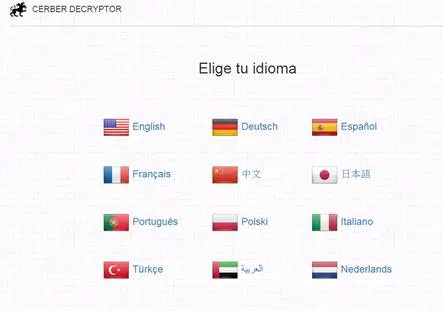 CERBER DECRYPTOR
Elige tu idioma
English Deutsch Español
Français 中文 日本語
Português Polski Italiano
Türkçe العربية Nederlands